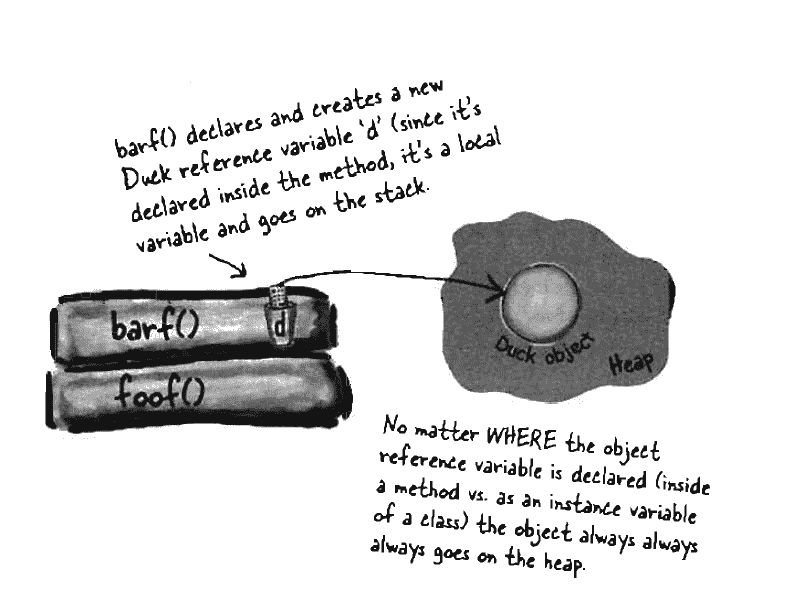 barf() declares and creates a new
Duck reference variable 'd' (since it's
declared inside the method, it's a local
variable and goes on the stack.
barf()
d
foof()
Duck object
Heap
No matter WHERE the object
reference variable is declared (inside
a method vs. as an instance variable
of a class) the object always always
always goes on the heap.